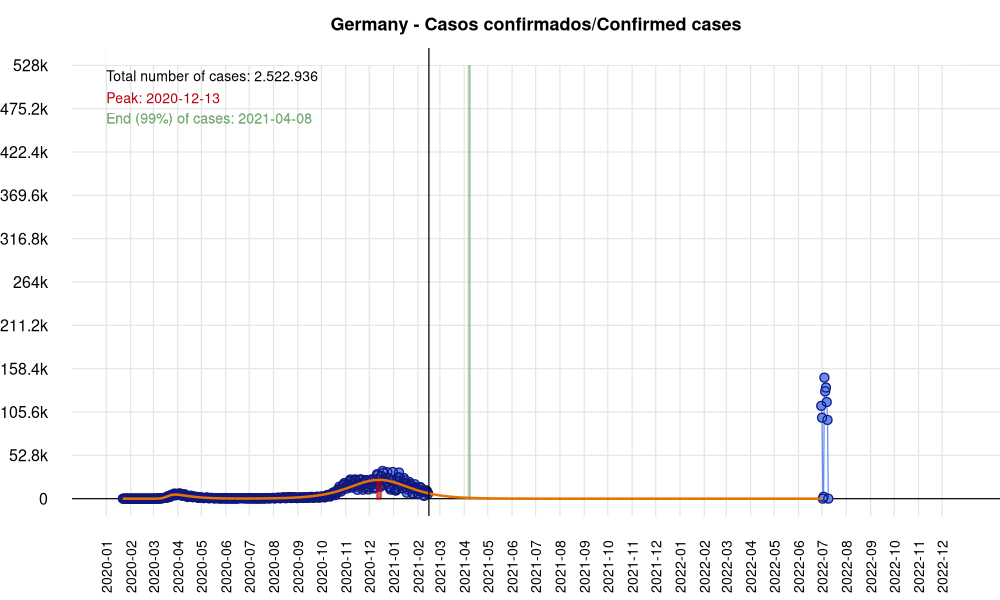 Germany - Casos confirmados/Confirmed cases
Total number of cases: 2.522.936
Peak: 2020-12-13
End (99%) of cases: 2021-04-08
528k
475.2k
422.4k
369.6k
316.8k
264k
211.2k
158.4k
105.6k
52.8k
0
2020-01
2020-02
2020-03
2020-04
2020-05
2020-06
2020-07
2020-08
2020-09
2020-10
2020-11
2020-12
2021-01
2021-02
2021-03
2021-04
2021-05
2021-06
2021-07
2021-08
2021-09
2021-10
2021-11
2021-12
2022-01
2022-02
2022-03
2022-04
2022-05
2022-06
2022-07
2022-08
2022-09
2022-10
2022-11
2022-12